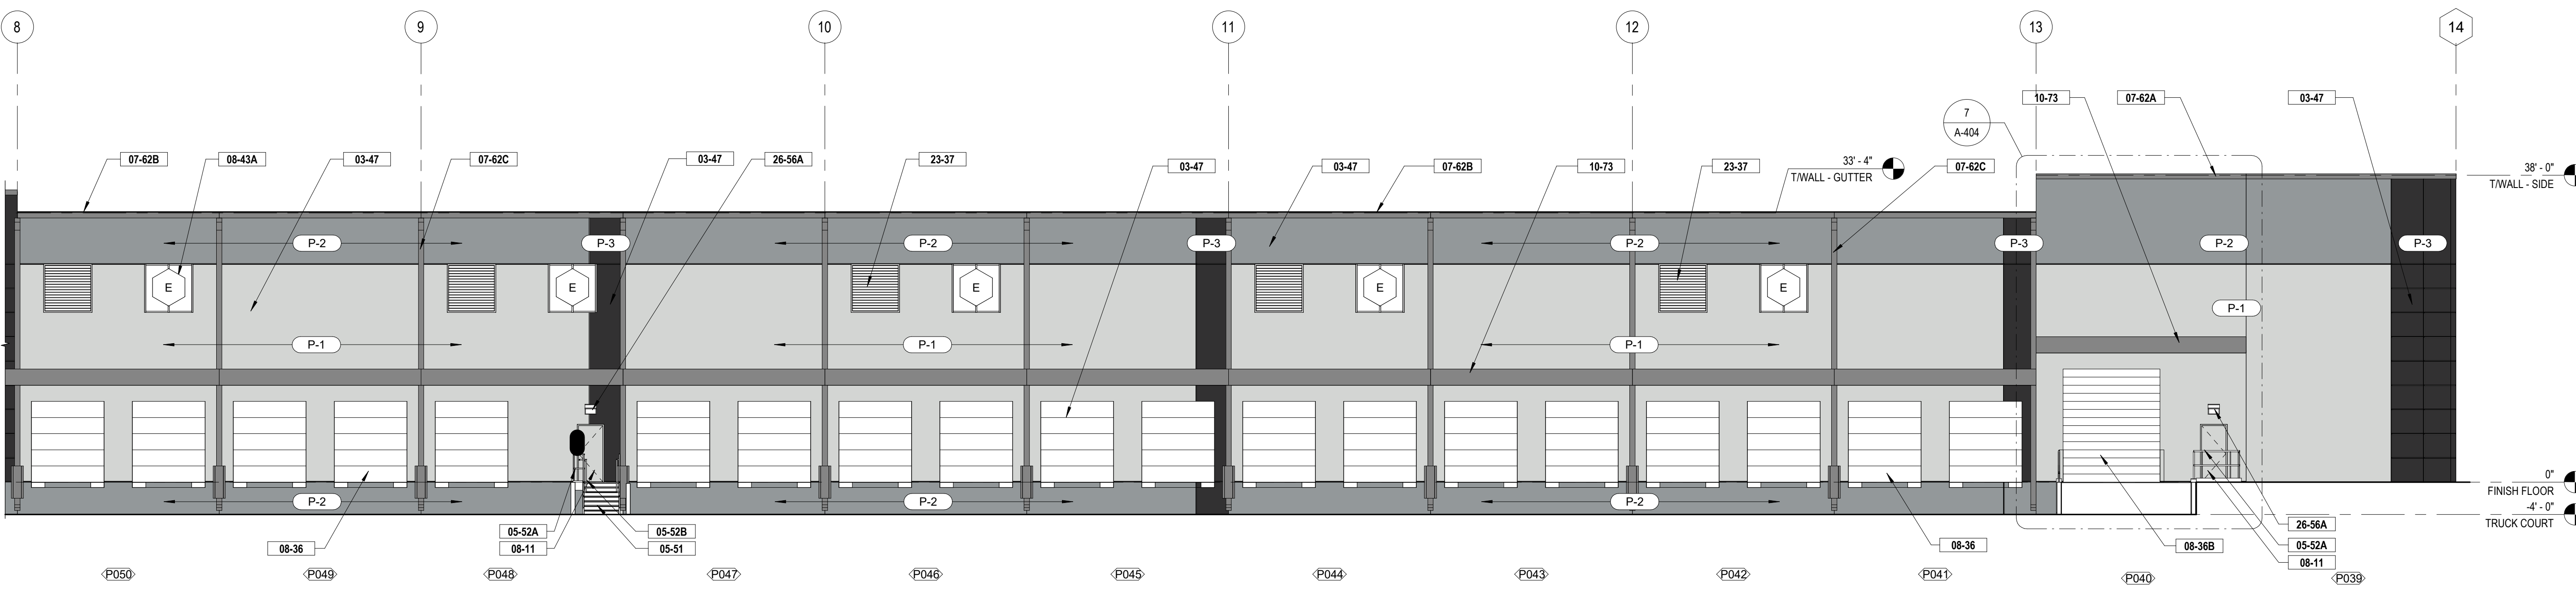 8
9
10
11
12
13
14
7
A-404
10-73
07-62A
03-47
07-62B
08-43A
03-47
07-62C
03-47
26-56A
23-37
03-47
03-47
07-62B
10-73
23-37
33' - 4"
T/WALL - GUTTER
07-62C
38' - 0"
T/WALL - SIDE
P-2
P-3
P-2
P-3
P-2
P-3
P-2
P-3
E
E
E
E
E
P-1
P-1
P-1
P-1
P-2
P-2
P-2
0"
FINISH FLOOR
-4' - 0"
TRUCK COURT
05-52A
05-52B
08-11
05-51
08-36
08-36
08-36B
26-56A
05-52A
08-11
P050
P049
P048
P047
P046
P045
P044
P043
P042
P041
P040
P039